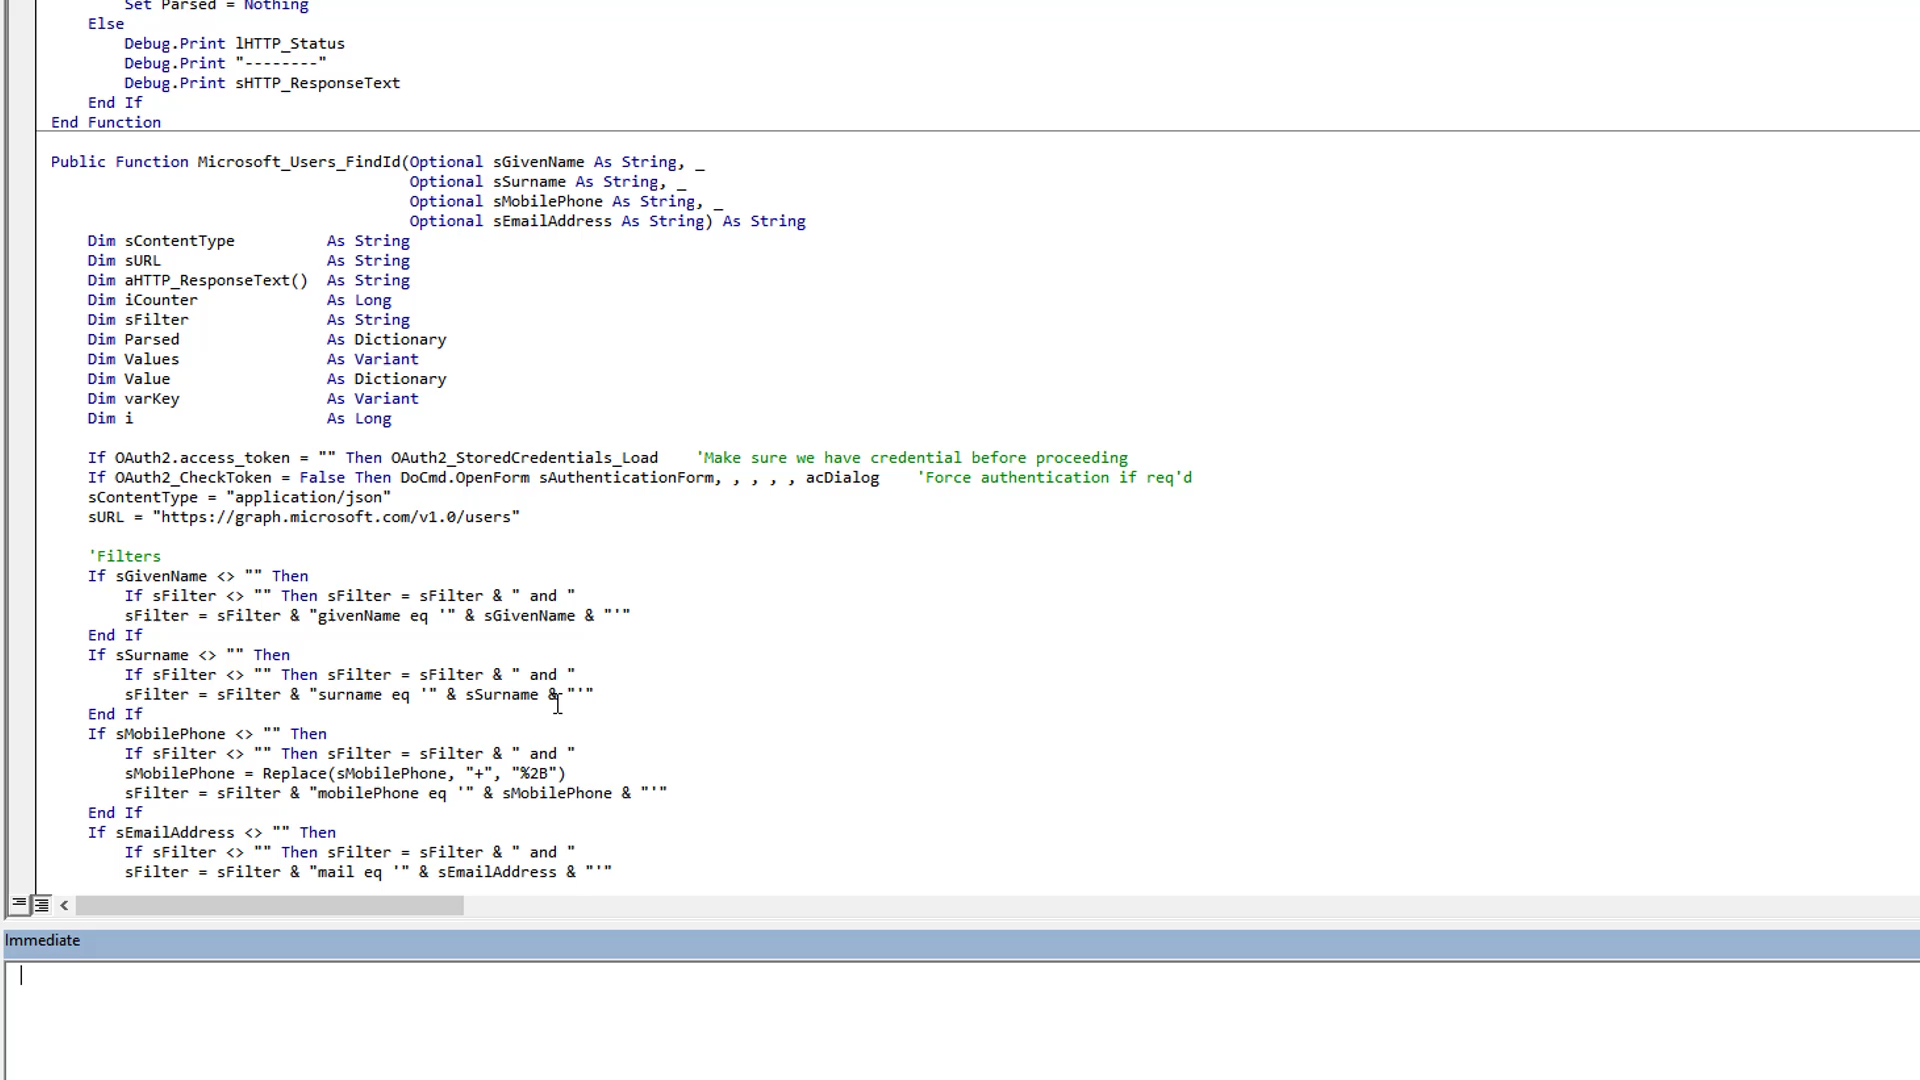 Set Parsed = Nothing
Else
Debug.Print lHTTP_Status
Debug.Print "--------"
Debug.Print sHTTP_ResponseText
End If
End Function
Public Function Microsoft_Users_FindId(Optional sGivenName As String, _
Optional sSurname As String, _
Optional sMobilePhone As String, _
Optional sEmailAddress As String) As String
Dim sContentType As String
Dim sURL As String
Dim aHTTP_ResponseText() As String
Dim iCounter As Long
Dim sFilter As String
Dim Parsed As Dictionary
Dim Values As Variant
Dim Value As Dictionary
Dim varKey As Variant
Dim i As Long
If OAuth2.access_token = "" Then OAuth2_StoredCredentials_Load 'Make sure we have credential before proceeding
If OAuth2_CheckToken = False Then DoCmd.OpenForm sAuthenticationForm, , , , , acDialog 'Force authentication if req'd
sContentType = "application/json"
sURL = "https://graph.microsoft.com/v1.0/users"
'Filters
If sGivenName <> "" Then
If sFilter <> "" Then sFilter = sFilter & " and "
sFilter = sFilter & "givenName eq '" & sGivenName & "'"
End If
If sSurname <> "" Then
If sFilter <> "" Then sFilter = sFilter & " and "
sFilter = sFilter & "surname eq '" & sSurname & "'"
End If
If sMobilePhone <> "" Then
If sFilter <> "" Then sFilter = sFilter & " and "
sMobilePhone = Replace(sMobilePhone, "+", "%2B")
sFilter = sFilter & "mobilePhone eq '" & sMobilePhone & "'"
End If
If sEmailAddress <> "" Then
If sFilter <> "" Then sFilter = sFilter & " and "
sFilter = sFilter & "mail eq '" & sEmailAddress & "'"
Immediate